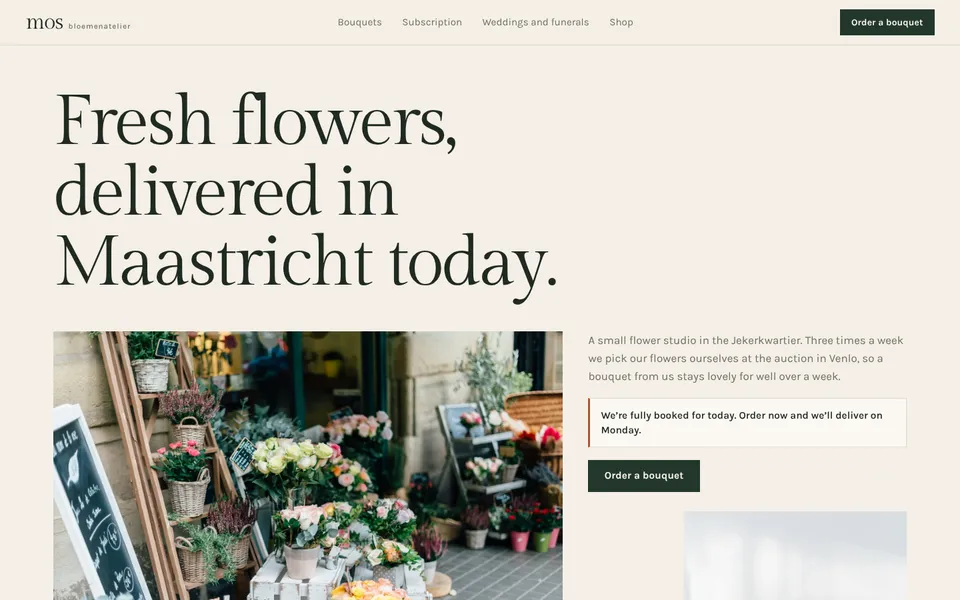 mos bloemenatelier
Bouquets Subscription Weddings and funerals Shop
Order a bouquet
Fresh flowers,
delivered in
Maastricht today.
A small flower studio in the Jekerkwartier. Three times a week
we pick our flowers ourselves at the auction in Venlo, so a
bouquet from us stays lovely for well over a week.
We're fully booked for today. Order now and we'll deliver on
Monday.
Order a bouquet